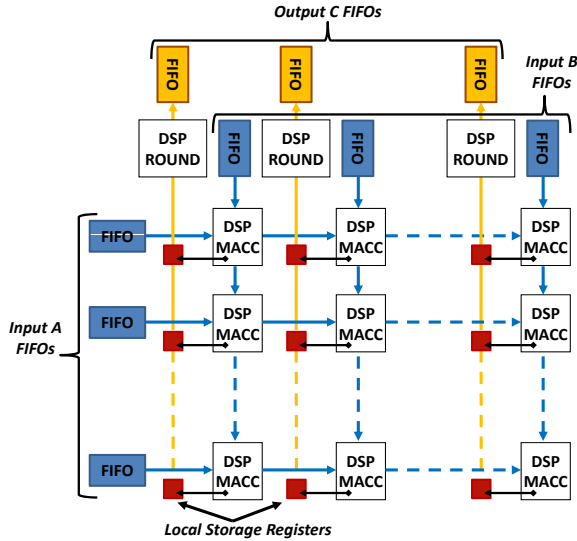 Output C FIFOs
Input B
FIFOs
FIFO
FIFO
FIFO
DSP
ROUND
FIFO
DSP
ROUND
FIFO
DSP
ROUND
FIFO
Input A
FIFOs
FIFO
DSP
MACC
DSP
MACC
DSP
MACC
FIFO
DSP
MACC
DSP
MACC
DSP
MACC
FIFO
DSP
MACC
DSP
MACC
DSP
MACC
Local Storage Registers